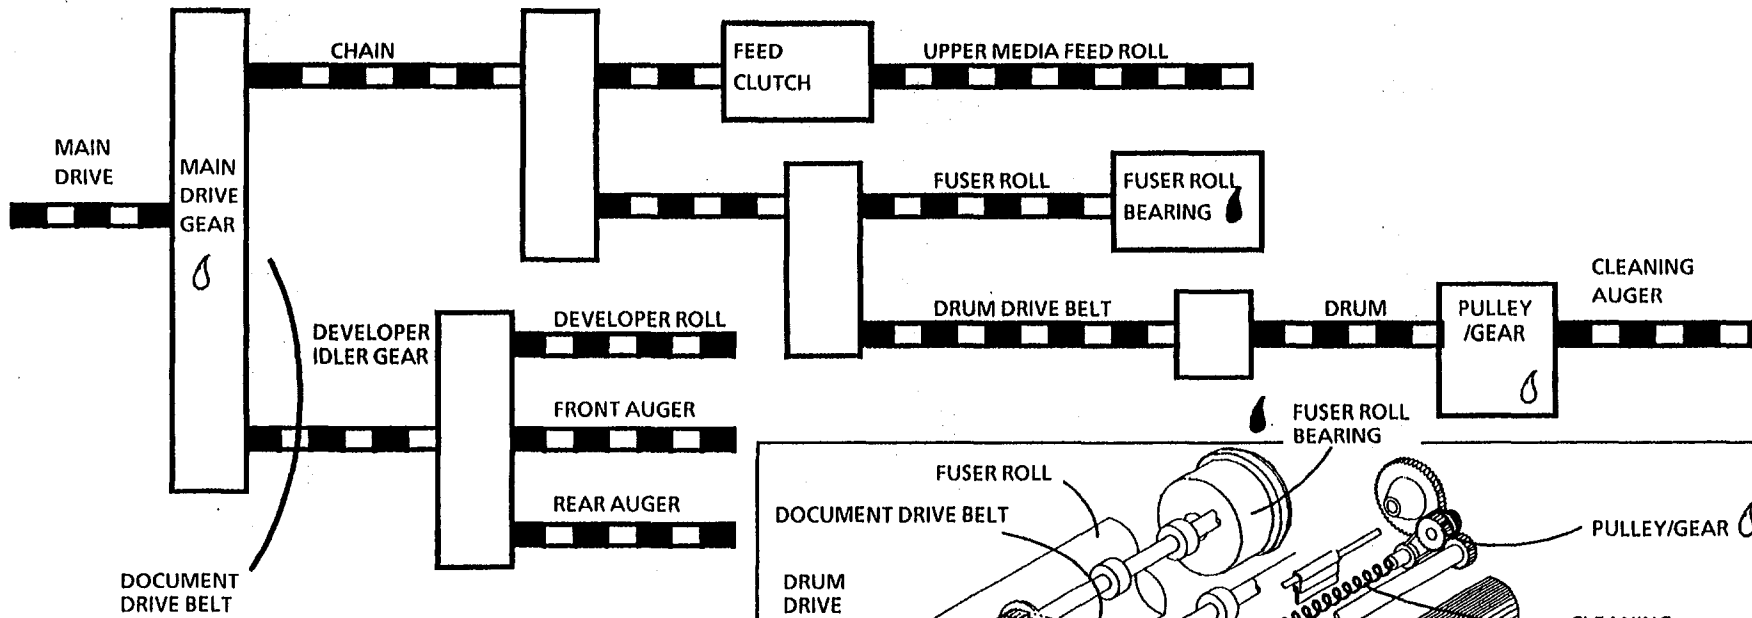 CHAIN
FEED
CLUTCH
UPPER MEDIA FEED ROLL
MAIN
DRIVE
MAIN
DRIVE
GEAR
FUSER ROLL
FUSER ROLL
BEARING
CLEANING
AUGER
DEVELOPER
IDLER GEAR
DEVELOPER ROLL
DRUM DRIVE BELT
DRUM
PULLEY
/GEAR
FRONT AUGER
FUSER ROLL
BEARING
REAR AUGER
FUSER ROLL
DOCUMENT DRIVE BELT
PULLEY/GEAR
DOCUMENT
DRIVE BELT
DRUM
DRIVE
CLEANING